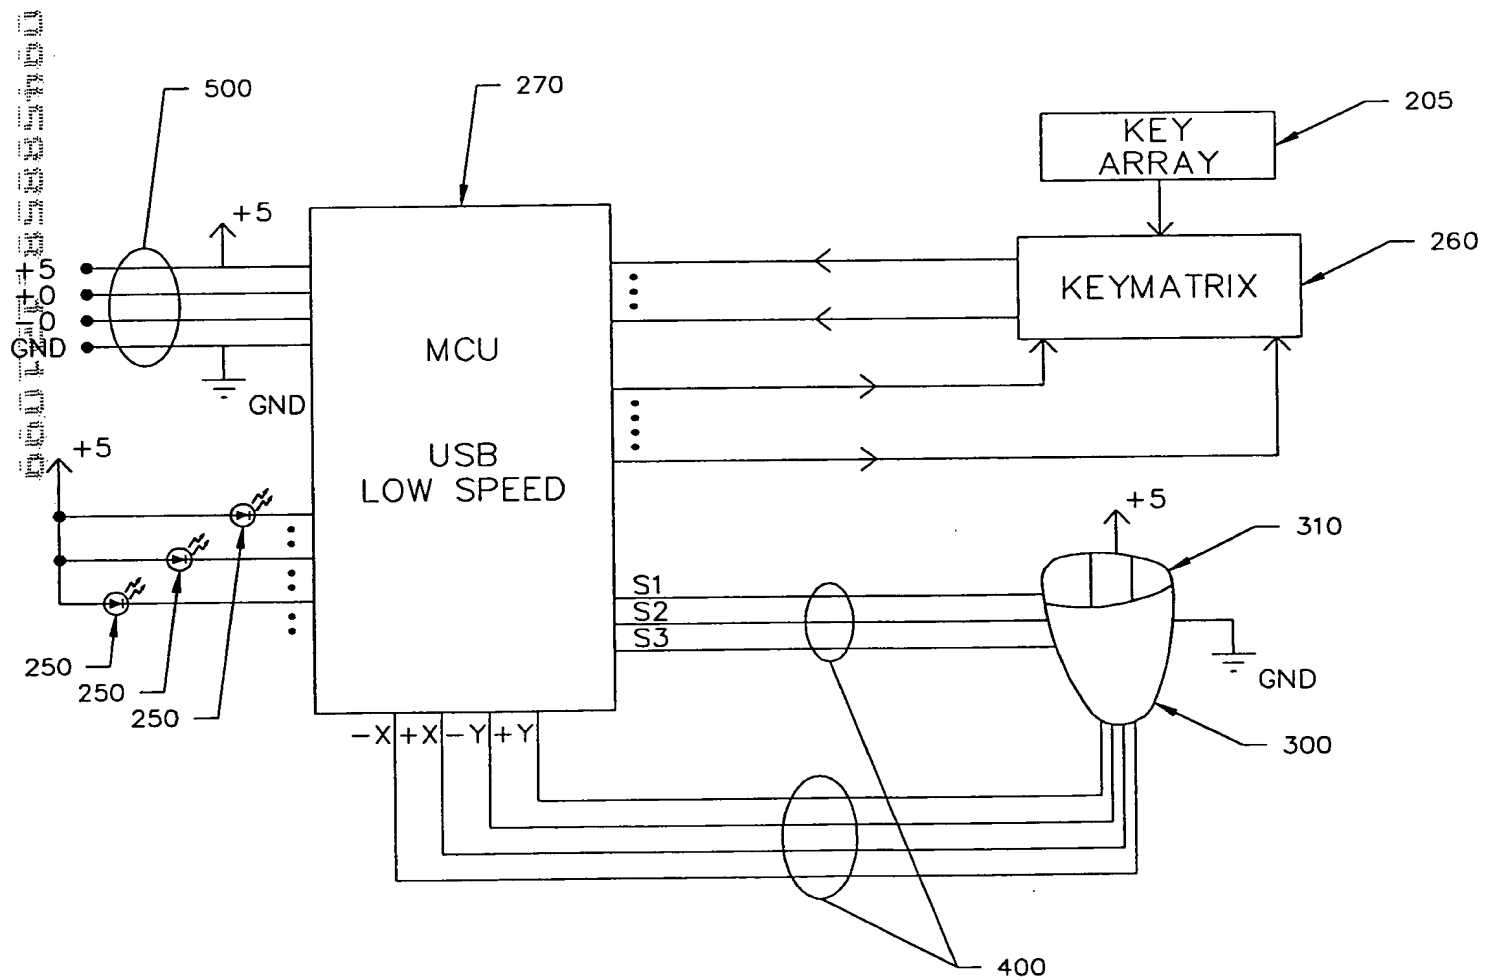 500
270
205
KEY
ARRAY
+5
+5
+0
-0
GND
GND
KEYMATRIX
260
MCU
USB
LOW SPEED
+5
250
250
250
S1
S2
S3
+5
310
GND
300
-X +X -Y +Y
400